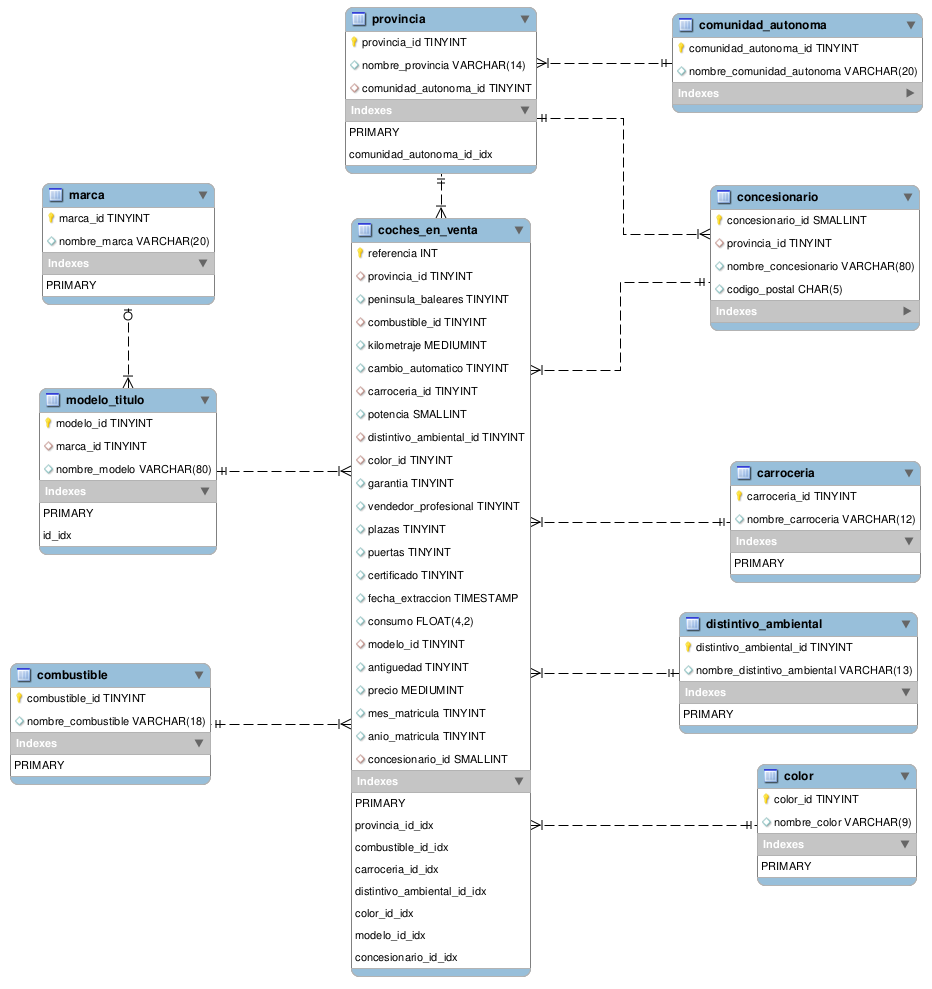 provincia
provincia_id TINYINT
nombre_provincia VARCHAR(14)
comunidad_autonoma_id TINYINT
Indexes
PRIMARY
comunidad_autonoma_id_idx
comunidad_autonoma
comunidad_autonoma_id TINYINT
nombre_comunidad_autonoma VARCHAR(20)
Indexes
marca
marca_id TINYINT
nombre_marca VARCHAR(20)
Indexes
PRIMARY
concesionario
concesionario_id SMALLINT
provincia_id TINYINT
nombre_concesionario VARCHAR(80)
codigo_postal CHAR(5)
Indexes
coches_en_venta
referencia INT
provincia_id TINYINT
peninsula_baleares TINYINT
combustible_id TINYINT
kilometraje MEDIUMINT
cambio_automatico TINYINT
carroceria_id TINYINT
potencia SMALLINT
distintivo_ambiental_id TINYINT
color_id TINYINT
garantia TINYINT
vendedor_profesional TINYINT
plazas TINYINT
puertas TINYINT
certificado TINYINT
fecha_extraccion TIMESTAMP
consumo FLOAT(4,2)
modelo_id TINYINT
antiguedad TINYINT
precio MEDIUMINT
mes_matricula TINYINT
anio_matricula TINYINT
concesionario_id SMALLINT
Indexes
PRIMARY
provincia_id_idx
combustible_id_idx
carroceria_id_idx
distintivo_ambiental_id_idx
color_id_idx
modelo_id_idx
concesionario_id_idx
modelo_titulo
modelo_id TINYINT
marca_id TINYINT
nombre_modelo VARCHAR(80)
Indexes
PRIMARY
id_idx
carroceria
carroceria_id TINYINT
nombre_carroceria VARCHAR(12)
Indexes
PRIMARY
distintivo_ambiental
distintivo_ambiental_id TINYINT
nombre_distintivo_ambiental VARCHAR(13)
Indexes
PRIMARY
combustible
combustible_id TINYINT
nombre_combustible VARCHAR(18)
Indexes
PRIMARY
color
color_id TINYINT
nombre_color VARCHAR(9)
Indexes
PRIMARY